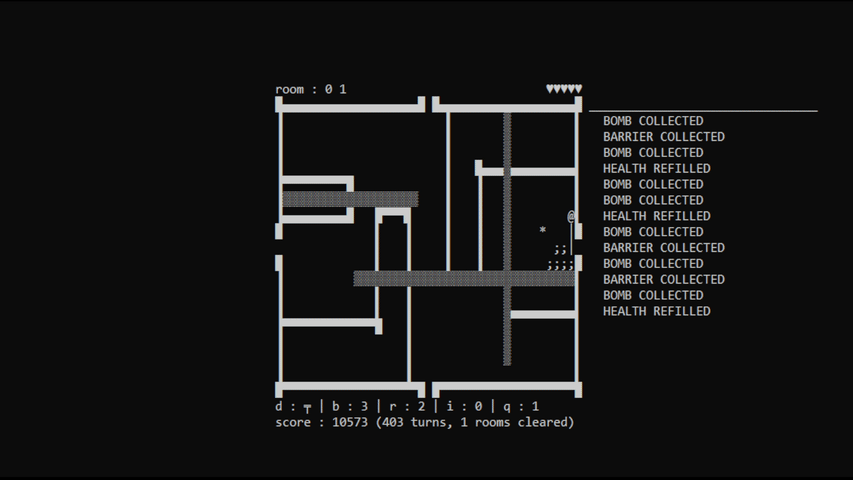 room : 0 1 ♥♥♥♥♥
BOMB COLLECTED
BARRIER COLLECTED
BOMB COLLECTED
HEALTH REFILLED
BOMB COLLECTED
BOMB COLLECTED
HEALTH REFILLED
BOMB COLLECTED
BARRIER COLLECTED
BOMB COLLECTED
BARRIER COLLECTED
BOMB COLLECTED
HEALTH REFILLED
@
*
;;
;;;;
d : ╤ | b : 3 | r : 2 | i : 0 | q : 1
score : 10573 (403 turns, 1 rooms cleared)